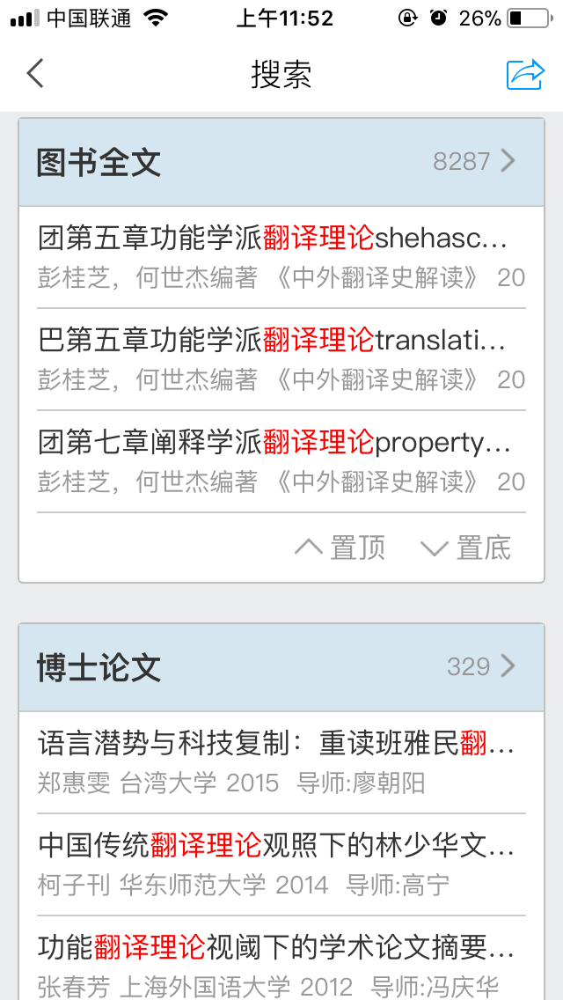 中国联通 上午11:52 26%
搜索
图书全文 8287
团第五章功能学派翻译理论shehasc...
彭桂芝，何世杰编著 《中外翻译史解读》 20
巴第五章功能学派翻译理论translati...
彭桂芝，何世杰编著 《中外翻译史解读》 20
团第七章阐释学派翻译理论property...
彭桂芝，何世杰编著 《中外翻译史解读》 20
置顶 置底
博士论文 329
语言潜势与科技复制：重读班雅民翻...
郑惠雯 台湾大学 2015 导师:廖朝阳
中国传统翻译理论观照下的林少华文...
柯子刊 华东师范大学 2014 导师:高宁
功能翻译理论视阈下的学术论文摘要...
张春芳 上海外国语大学 2012 导师:冯庆华